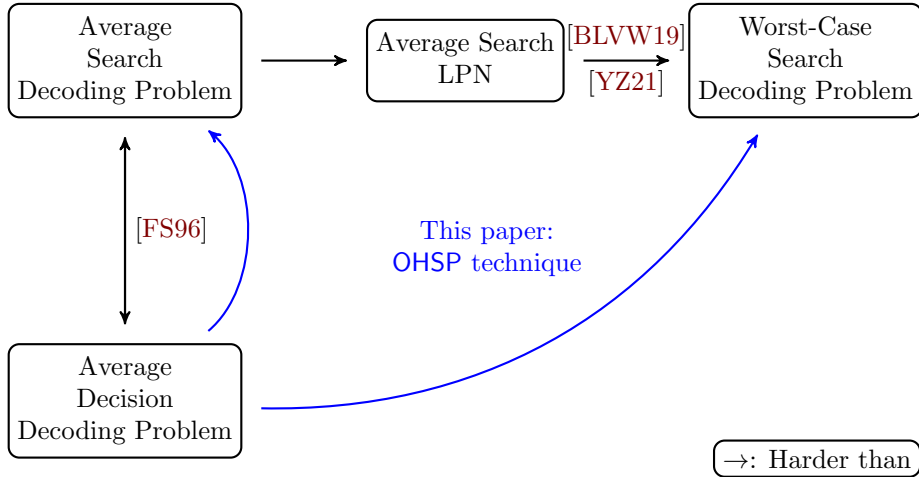 Average
Search
Decoding Problem
Average Search
LPN
[BLVW19]
[YZ21]
Worst-Case
Search
Decoding Problem
[FS96]
This paper:
OHSP technique
Average
Decision
Decoding Problem
→: Harder than